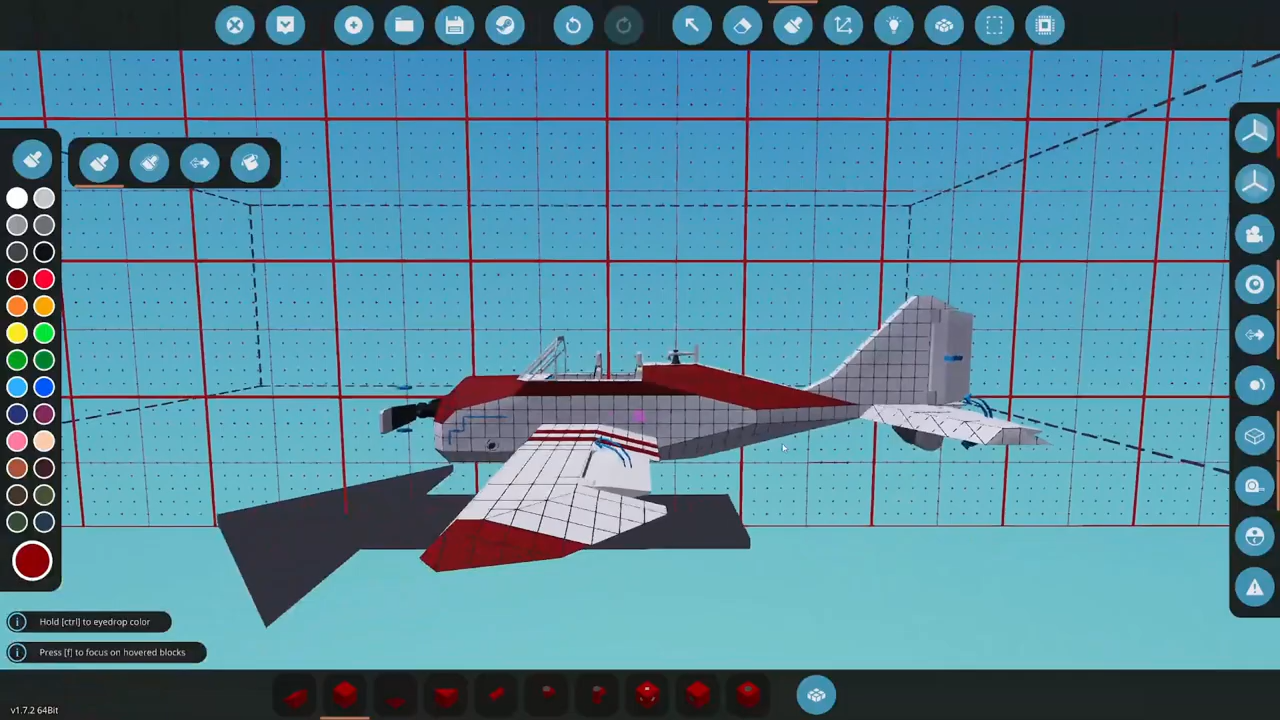 Hold [ctrl] to eyedrop color
Press [f] to focus on hovered blocks
v1.7.2 64Bit